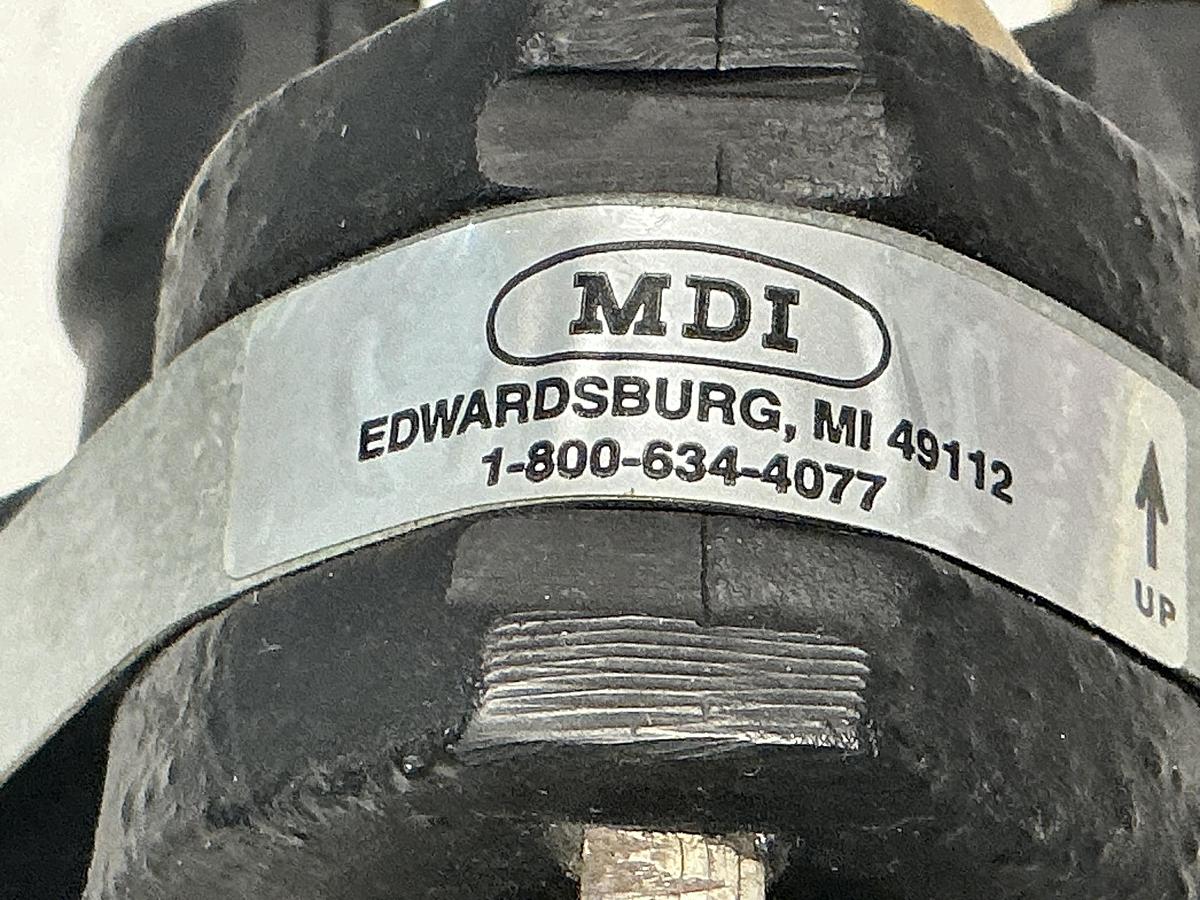 MDI
EDWARDSBURG, MI 49112
1-800-634-4077
UP